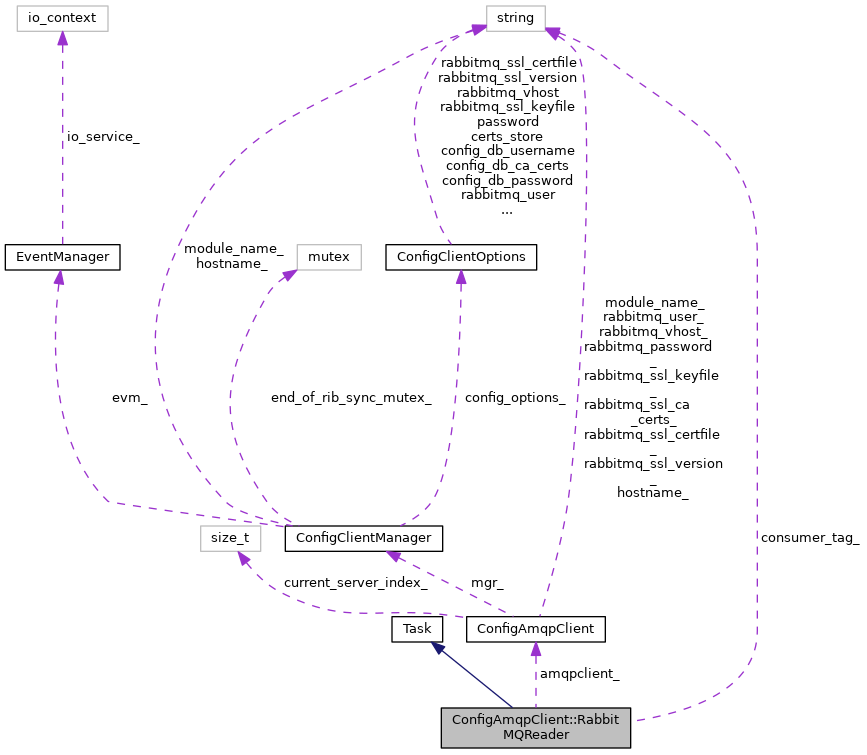 io_context
string
rabbitmq_ssl_certfile
rabbitmq_ssl_version
rabbitmq_vhost
rabbitmq_ssl_keyfile
password
certs_store
config_db_username
config_db_ca_certs
config_db_password
rabbitmq_user
...
io_service_
EventManager
module_name_
hostname_
mutex
ConfigClientOptions
module_name_
rabbitmq_user_
rabbitmq_vhost_
rabbitmq_password
_
rabbitmq_ssl_keyfile
_
rabbitmq_ssl_ca
_certs_
rabbitmq_ssl_certfile
_
rabbitmq_ssl_version
_
hostname_
evm_
end_of_rib_sync_mutex_
config_options_
size_t
ConfigClientManager
consumer_tag_
current_server_index_
mgr_
Task
ConfigAmqpClient
amqpclient_
ConfigAmqpClient::Rabbit
MQReader